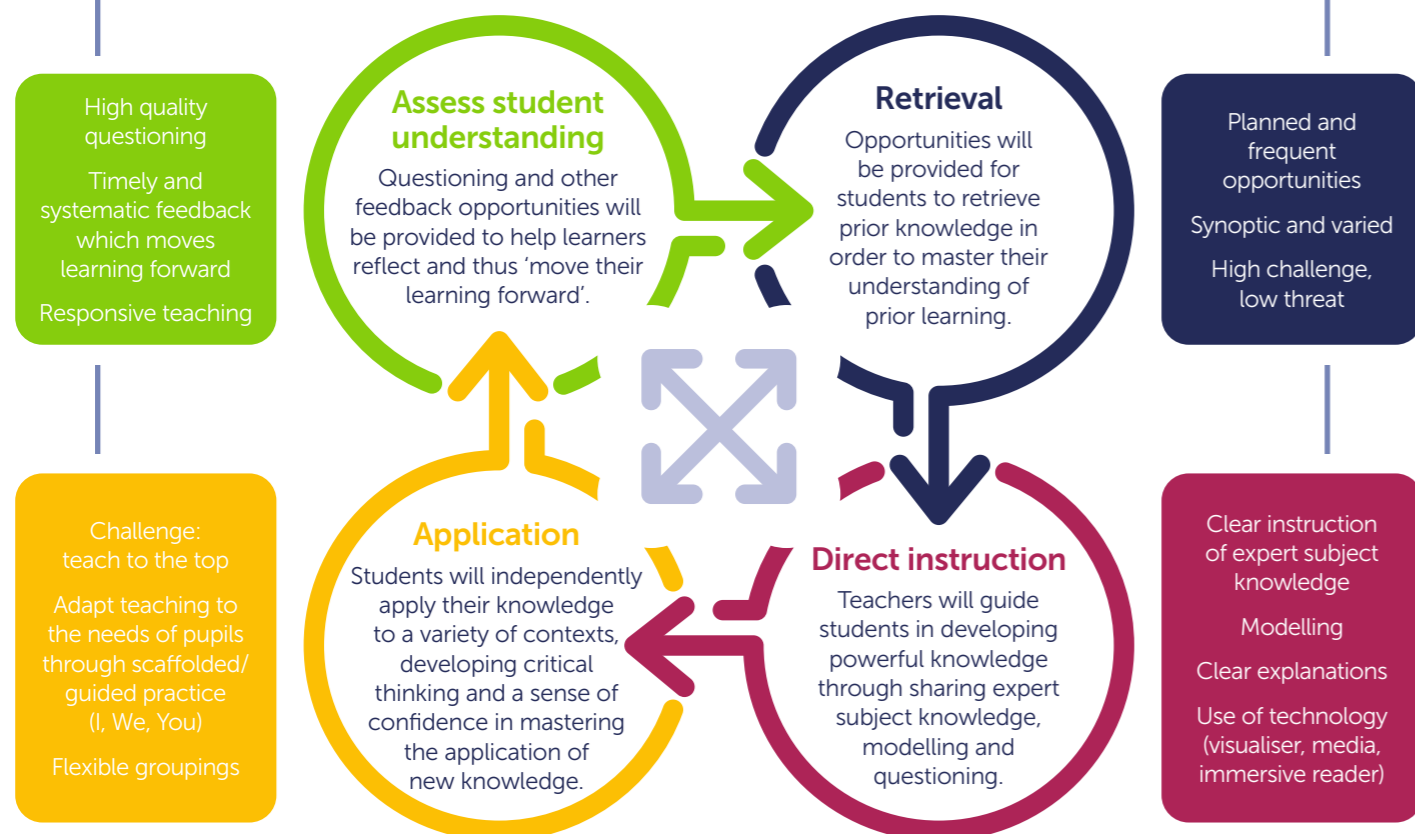 High quality
questioning
Timely and
systematic feedback
which moves
learning forward
Responsive teaching
Assess student
understanding
Questioning and other
feedback opportunities will
be provided to help learners
reflect and thus ‘move their
learning forward’.
Retrieval
Opportunities will
be provided for
students to retrieve
prior knowledge in
order to master their
understanding of
prior learning.
Planned and
frequent
opportunities
Synoptic and varied
High challenge,
low threat
Challenge:
teach to the top
Adapt teaching to
the needs of pupils
through scaffolded/
guided practice
(I, We, You)
Flexible groupings
Application
Students will independently
apply their knowledge
to a variety of contexts,
developing critical
thinking and a sense of
confidence in mastering
the application of
new knowledge.
Direct instruction
Teachers will guide
students in developing
powerful knowledge
through sharing expert
subject knowledge,
modelling and
questioning.
Clear instruction
of expert subject
knowledge
Modelling
Clear explanations
Use of technology
(visualiser, media,
immersive reader)